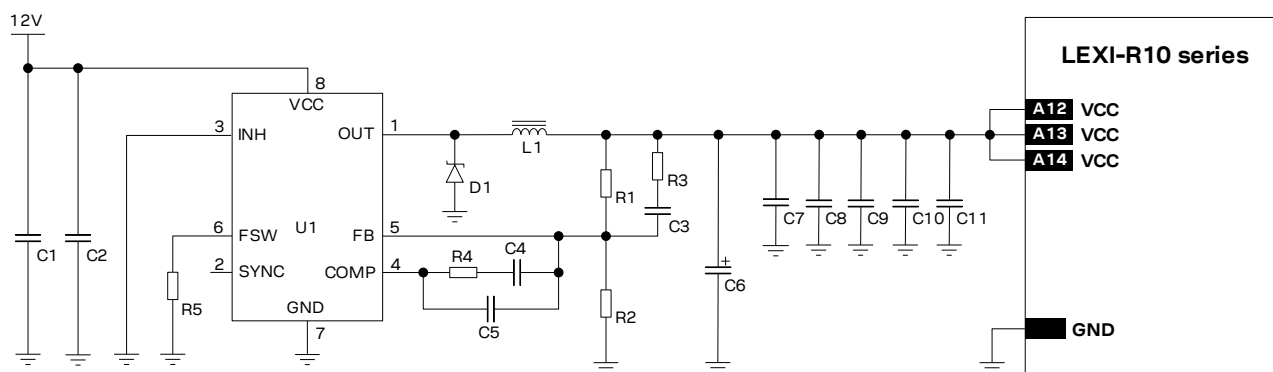 12V
LEXI-R10 series
8
VCC
3
INH
OUT
1
L1
D1
R1
R3
C3
A12 VCC
A13 VCC
A14 VCC
C7
C8
C9
C10
C11
C1
C2
6
FSW
U1
FB
5
2
SYNC
COMP
4
R4
C4
C5
R5
GND
7
R2
C6
+
GND